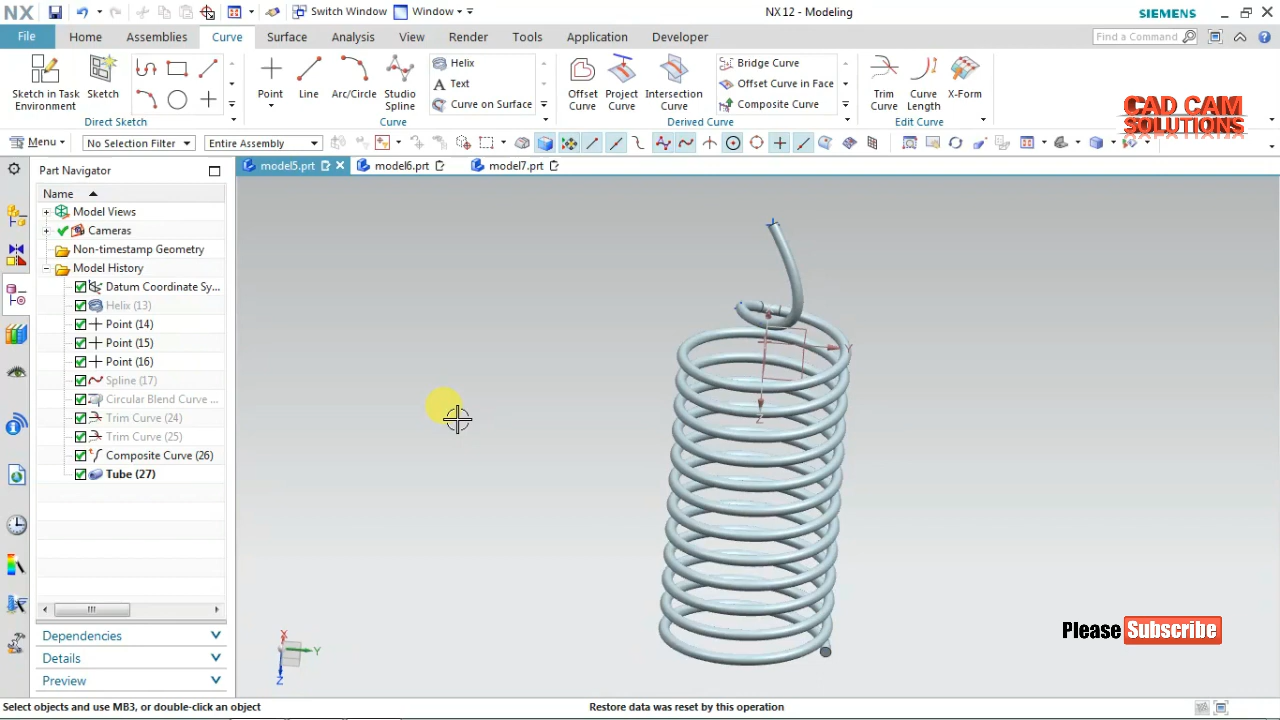 NX
Switch Window
Window
NX 12 - Modeling
SIEMENS
File
Home
Assemblies
Curve
Surface
Analysis
View
Render
Tools
Application
Developer
Find a Command
Sketch in Task
Environment
Sketch
Direct Sketch
Point
Line
Arc/Circle
Studio
Spline
Helix
Text
Curve on Surface
Curve
Offset
Curve
Project
Curve
Intersection
Curve
Bridge Curve
Offset Curve in Face
Composite Curve
Derived Curve
Trim
Curve
Curve
Length
X-Form
Edit Curve
CAD CAM
SOLUTIONS
Menu
No Selection Filter
Entire Assembly
model5.prt
model6.prt
model7.prt
Part Navigator
Name
Model Views
Cameras
Non-timestamp Geometry
Model History
Datum Coordinate Sy...
Helix (13)
Point (14)
Point (15)
Point (16)
Spline (17)
Circular Blend Curve ...
Trim Curve (24)
Trim Curve (25)
Composite Curve (26)
Tube (27)
Dependencies
Details
Preview
Y
Z
X
Y
Z
Please Subscribe
Select objects and use MB3, or double-click an object
Restore data was reset by this operation